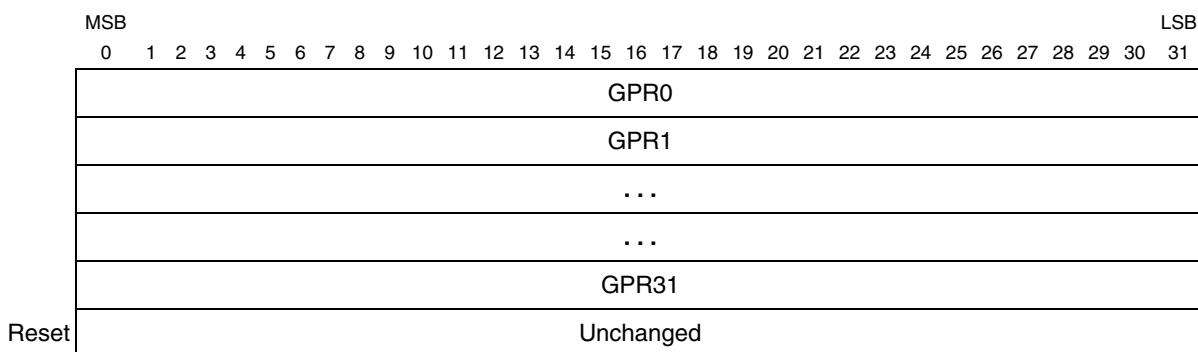 MSB LSB
0 1 2 3 4 5 6 7 8 9 10 11 12 13 14 15 16 17 18 19 20 21 22 23 24 25 26 27 28 29 30 31
GPR0
GPR1
. . .
. . .
GPR31
Reset Unchanged